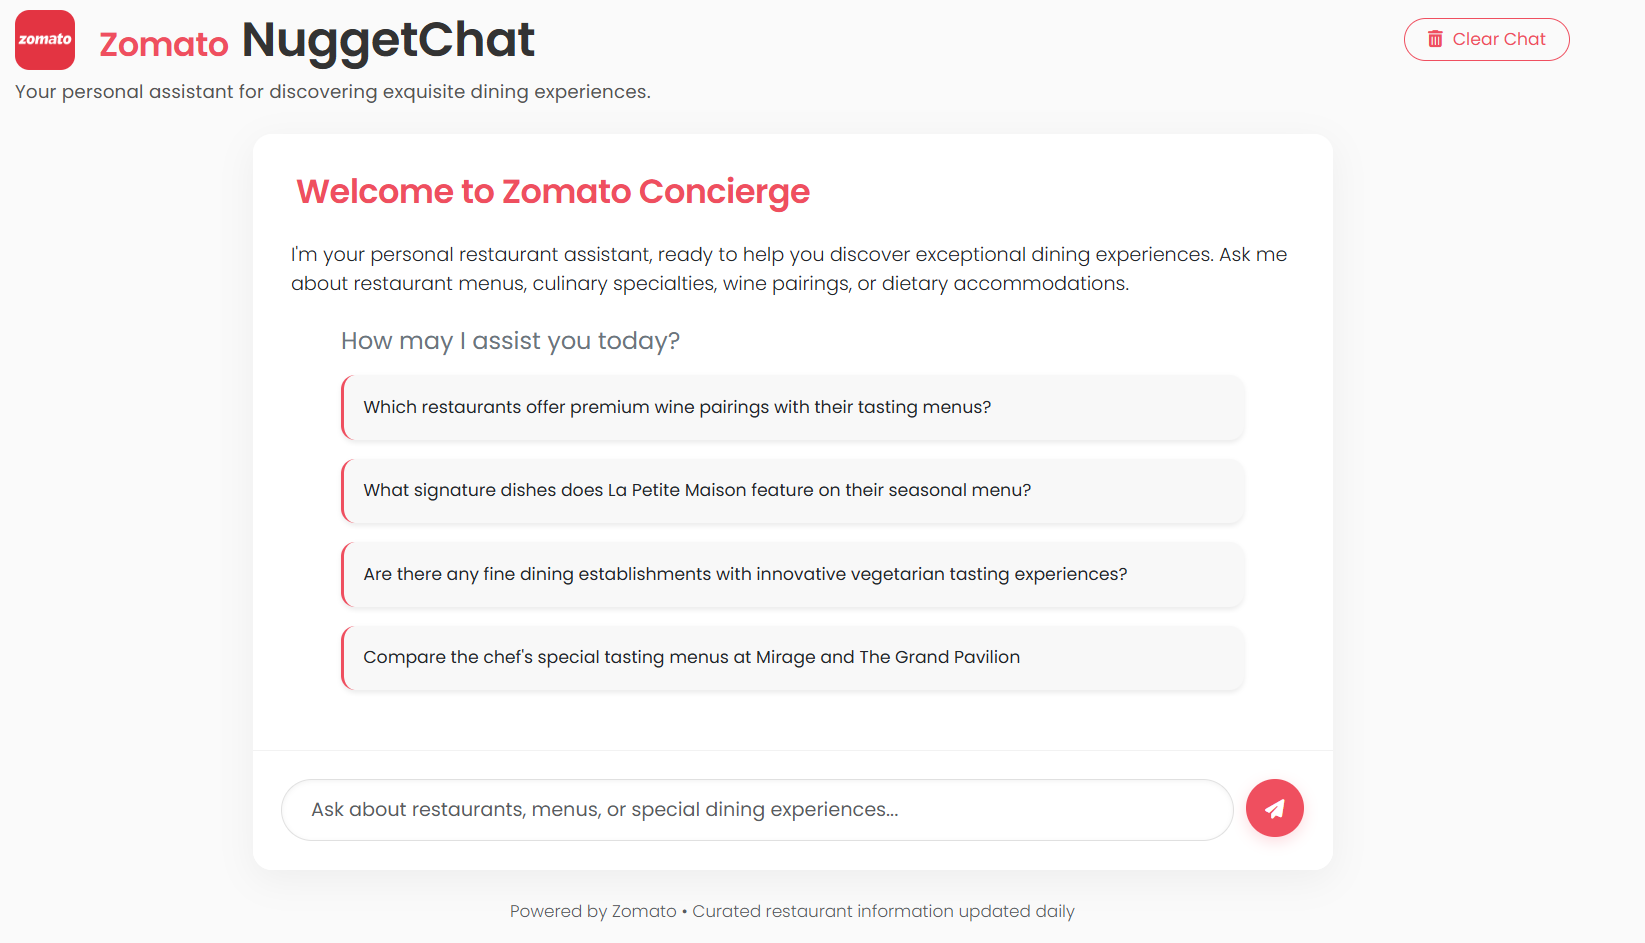 zomato
Zomato NuggetChat
Clear Chat
Your personal assistant for discovering exquisite dining experiences.
Welcome to Zomato Concierge
I'm your personal restaurant assistant, ready to help you discover exceptional dining experiences. Ask me
about restaurant menus, culinary specialties, wine pairings, or dietary accommodations.
How may I assist you today?
Which restaurants offer premium wine pairings with their tasting menus?
What signature dishes does La Petite Maison feature on their seasonal menu?
Are there any fine dining establishments with innovative vegetarian tasting experiences?
Compare the chef's special tasting menus at Mirage and The Grand Pavilion
Ask about restaurants, menus, or special dining experiences...
Powered by Zomato • Curated restaurant information updated daily